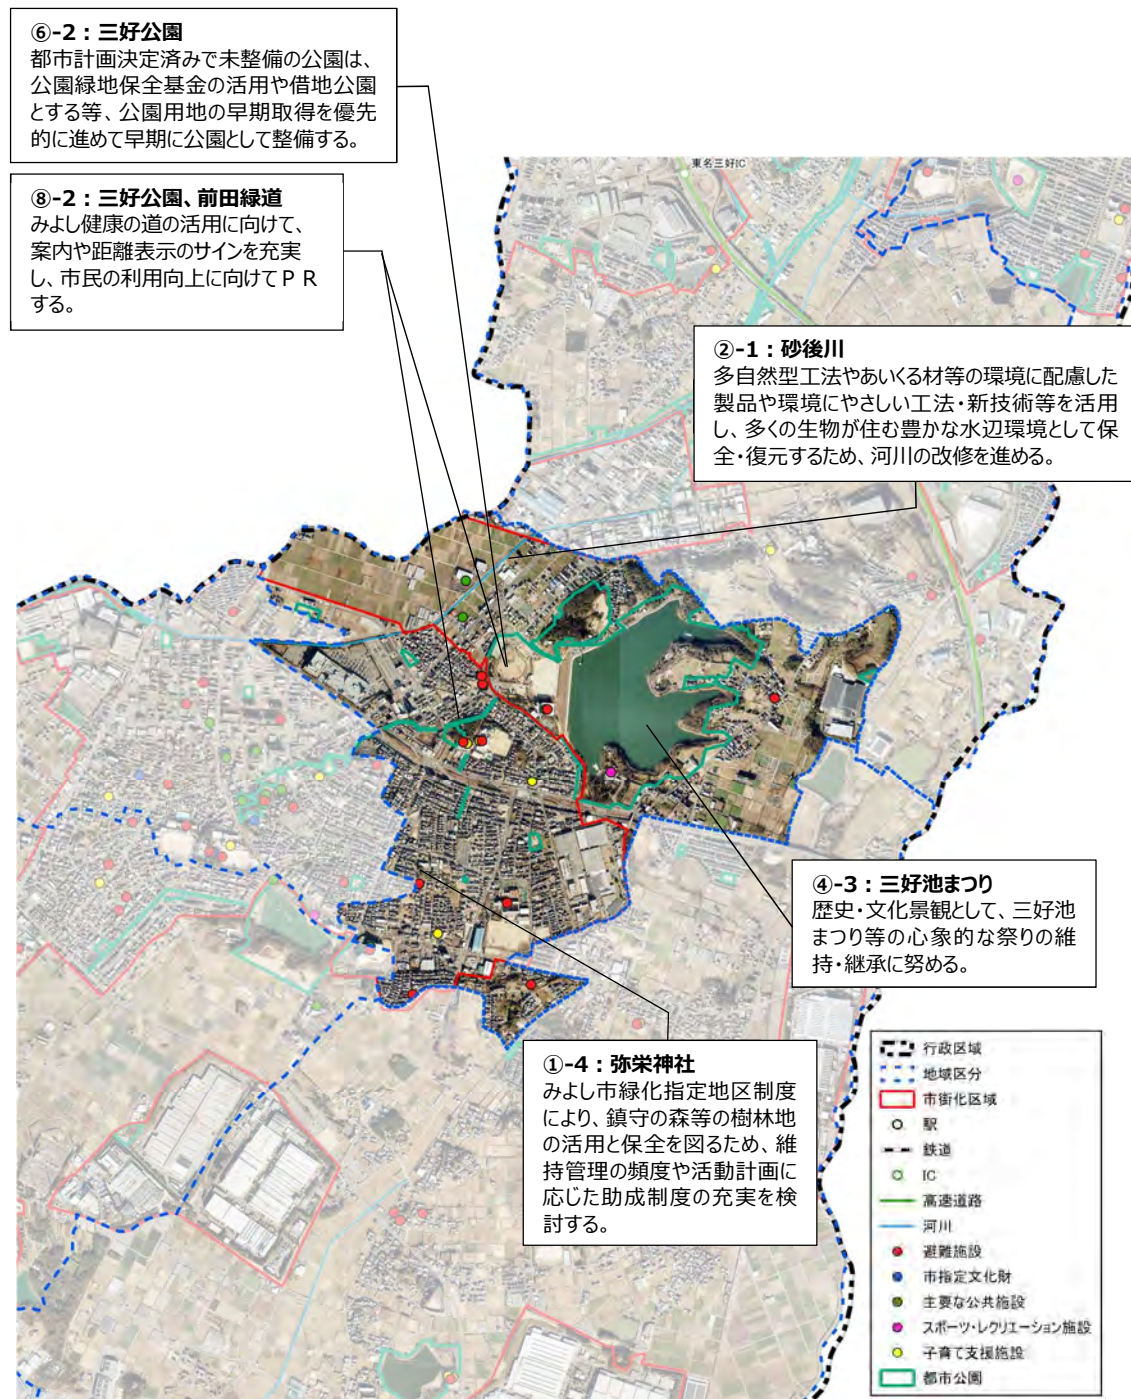 ⑥-2：三好公園
都市計画決定済みで未整備の公園は、
公園緑地保全基金の活用や借地公園
とする等、公園用地の早期取得を優先
的に進めて早期に公園として整備する。
⑧-2：三好公園、前田緑道
みよし健康の道の活用に向けて、
案内や距離表示のサインを充実
し、市民の利用向上に向けてＰＲ
する。
東名三好IC
②-1：砂後川
多自然型工法やあいくる材等の環境に配慮した
製品や環境にやさしい工法・新技術等を活用
し、多くの生物が住む豊かな水辺環境として保
全・復元するため、河川の改修を進める。
④-3：三好池まつり
歴史・文化景観として、三好池
まつり等の心象的な祭りの維
持・継承に努める。
①-4：弥栄神社
みよし市緑化指定地区制度
により、鎮守の森等の樹林地
の活用と保全を図るため、維
持管理の頻度や活動計画に
応じた助成制度の充実を検
討する。
行政区域
地域区分
市街化区域
駅
鉄道
IC
高速道路
河川
避難施設
市指定文化財
主要な公共施設
スポーツ・レクリエーション施設
子育て支援施設
都市公園